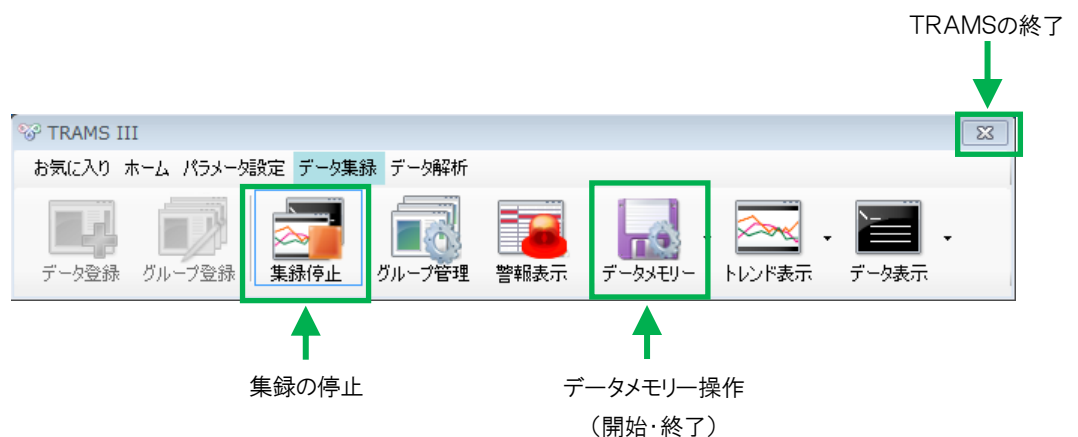 TRAMSの終了
TRAMS III
お気に入り ホーム パラメータ設定 データ集録 データ解析
データ登録 グループ登録 集録停止 グループ管理 警報表示 データメモリー トレンド表示 データ表示
集録の停止 データメモリー操作
（開始・終了）